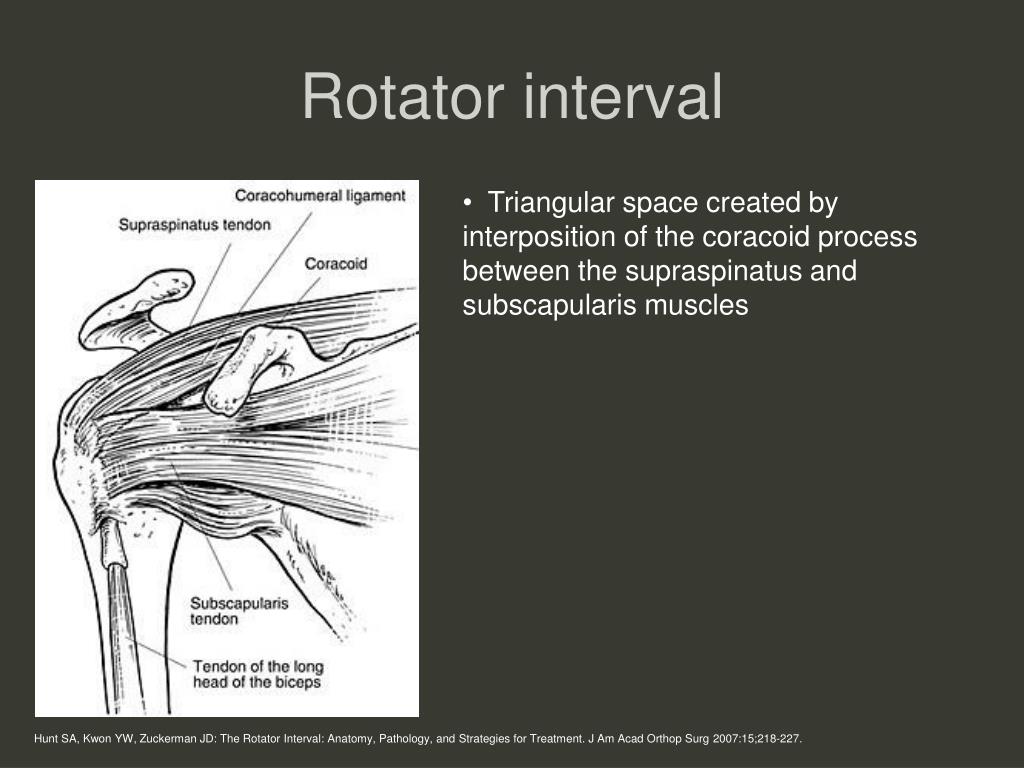 Rotator interval
Coracohumeral ligament
Supraspinatus tendon
Coracoid
Subscapularis
tendon
Tendon of the long
head of the biceps
• Triangular space created by
interposition of the coracoid process
between the supraspinatus and
subscapularis muscles
Hunt SA, Kwon YW, Zuckerman JD: The Rotator Interval: Anatomy, Pathology, and Strategies for Treatment. J Am Acad Orthop Surg 2007:15;218-227.